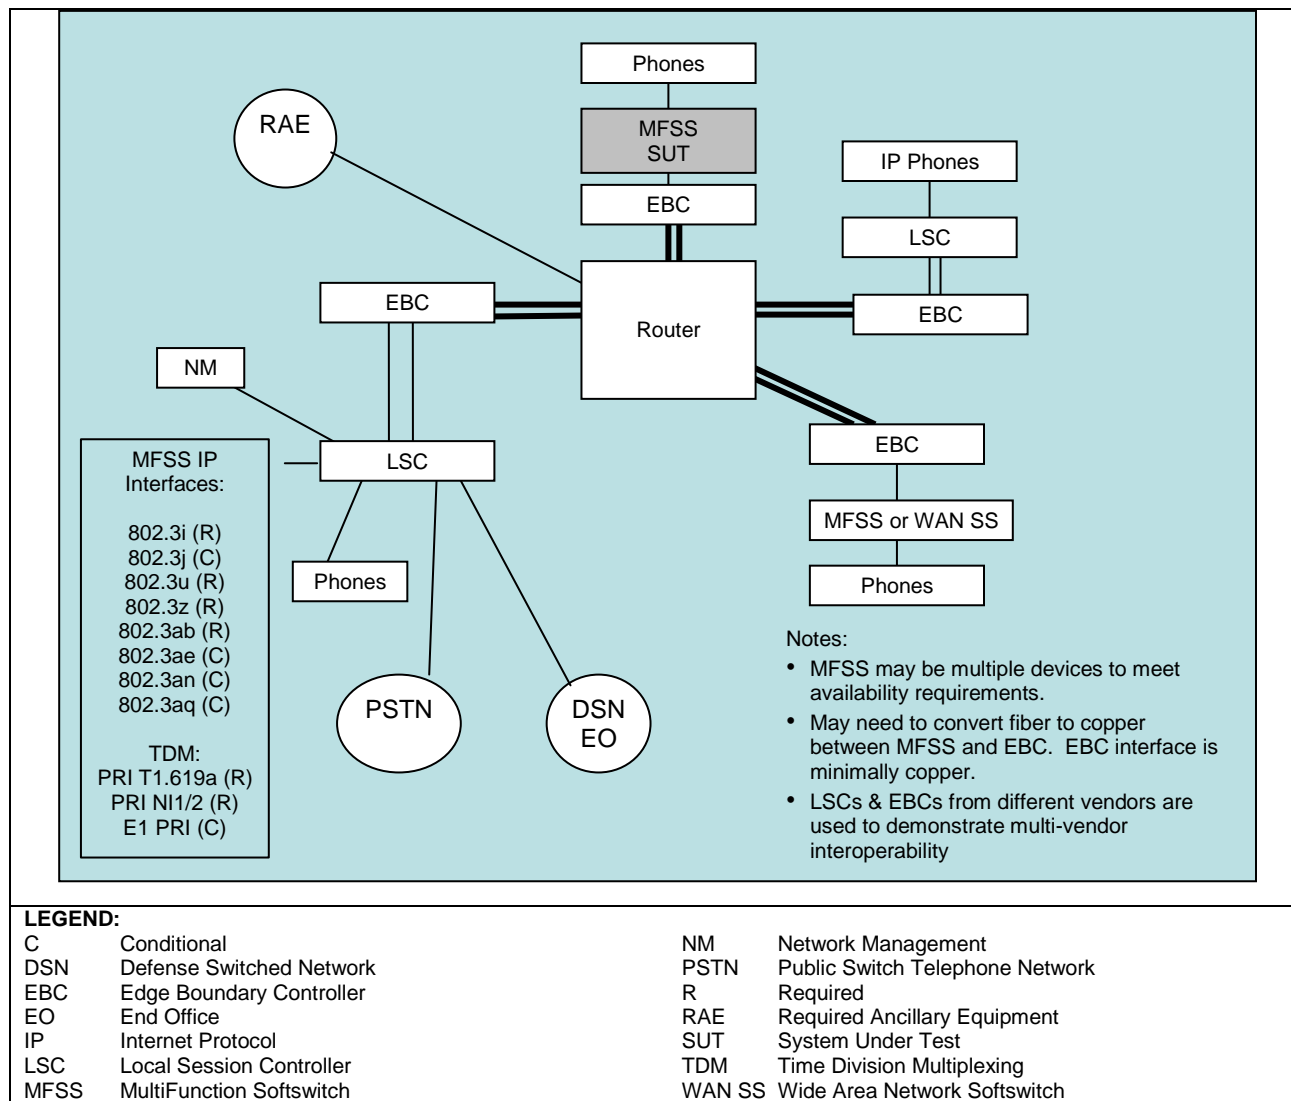 Phones
MFSS
SUT
EBC
RAE
IP Phones
LSC
EBC
EBC
Router
NM
LSC
EBC
MFSS or WAN SS
Phones
MFSS IP
Interfaces:
802.3i (R)
802.3j (C)
802.3u (R)
802.3z (R)
802.3ab (R)
802.3ae (C)
802.3an (C)
802.3aq (C)
TDM:
PRI T1.619a (R)
PRI NI1/2 (R)
E1 PRI (C)
Phones
PSTN
DSN
EO
Notes:
• MFSS may be multiple devices to meet
availability requirements.
• May need to convert fiber to copper
between MFSS and EBC. EBC interface is
minimally copper.
• LSCs & EBCs from different vendors are
used to demonstrate multi-vendor
interoperability
LEGEND:
C Conditional
DSN Defense Switched Network
EBC Edge Boundary Controller
EO End Office
IP Internet Protocol
LSC Local Session Controller
MFSS MultiFunction Softswitch
NM Network Management
PSTN Public Switch Telephone Network
R Required
RAE Required Ancillary Equipment
SUT System Under Test
TDM Time Division Multiplexing
WAN SS Wide Area Network Softswitch